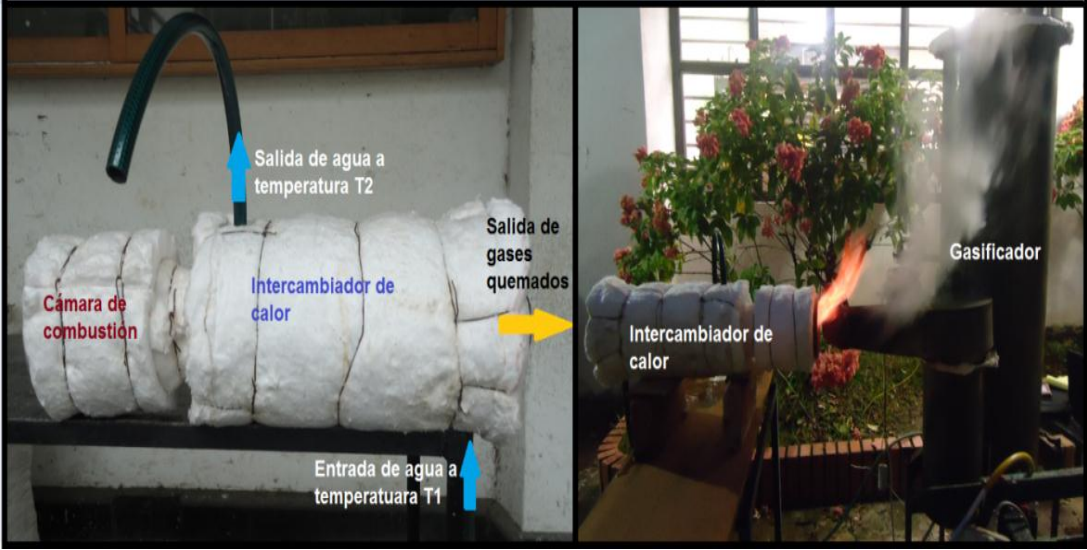 Salida de agua a
temperatura T2
Salida de
gases
quemados
Cámara de
combustión
Intercambiador de
calor
Entrada de agua a
temperatuara T1
Gasificador
Intercambiador de
calor